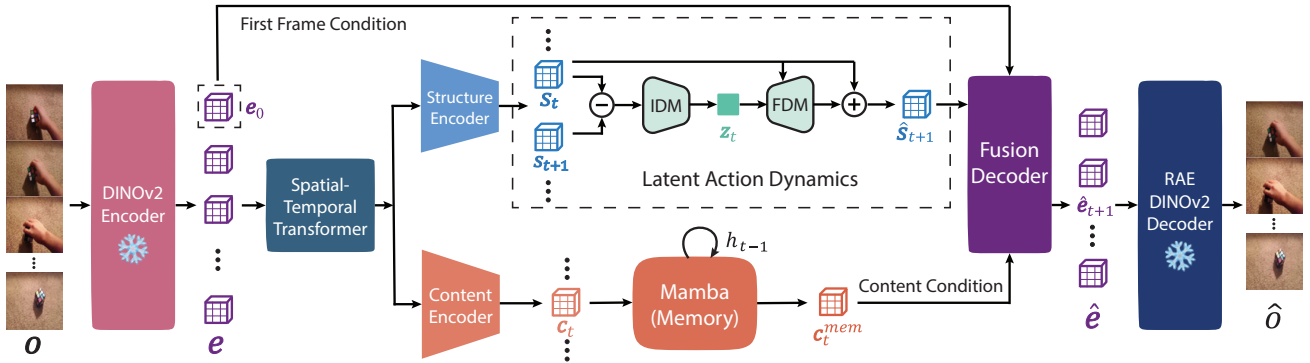 First Frame Condition
e₀
DINOv2
Encoder
o
e
Spatial-
Temporal
Transformer
Structure
Encoder
sₜ
sₜ₊₁
−
IDM
zₜ
FDM
+
ŝₜ₊₁
Latent Action Dynamics
Content
Encoder
cₜ
hₜ₋₁
Mamba
(Memory)
cₜᵐᵉᵐ
Content Condition
Fusion
Decoder
êₜ₊₁
ê
RAE
DINOv2
Decoder
ô